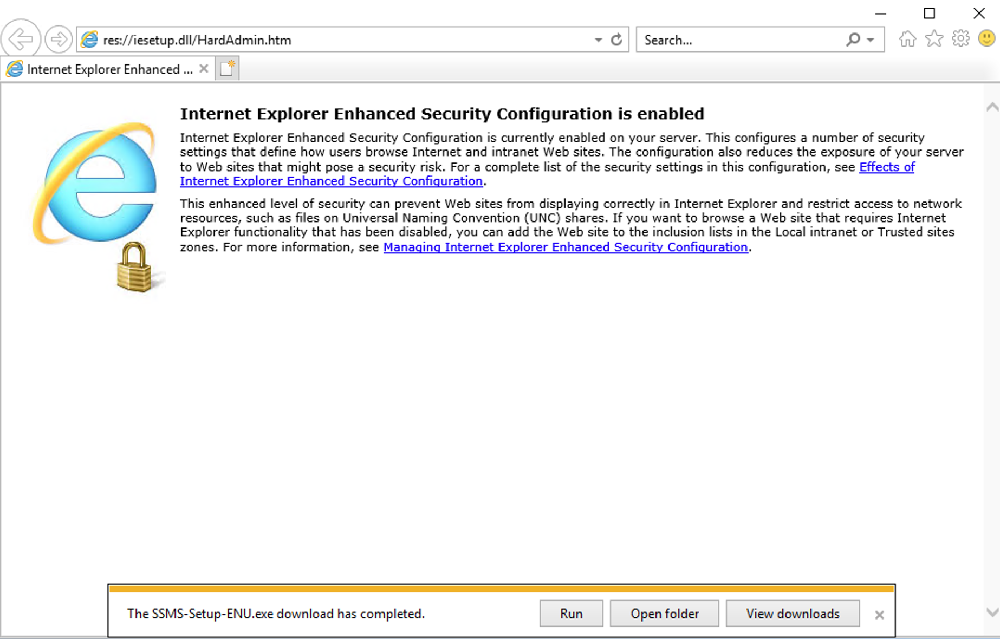 res://iesetup.dll/HardAdmin.htm
Search...
Internet Explorer Enhanced ...
Internet Explorer Enhanced Security Configuration is enabled
Internet Explorer Enhanced Security Configuration is currently enabled on your server. This configures a number of security
settings that define how users browse Internet and intranet Web sites. The configuration also reduces the exposure of your server
to Web sites that might pose a security risk. For a complete list of the security settings in this configuration, see Effects of
Internet Explorer Enhanced Security Configuration.
This enhanced level of security can prevent Web sites from displaying correctly in Internet Explorer and restrict access to network
resources, such as files on Universal Naming Convention (UNC) shares. If you want to browse a Web site that requires Internet
Explorer functionality that has been disabled, you can add the Web site to the inclusion lists in the Local intranet or Trusted sites
zones. For more information, see Managing Internet Explorer Enhanced Security Configuration.
The SSMS-Setup-ENU.exe download has completed.
Run
Open folder
View downloads